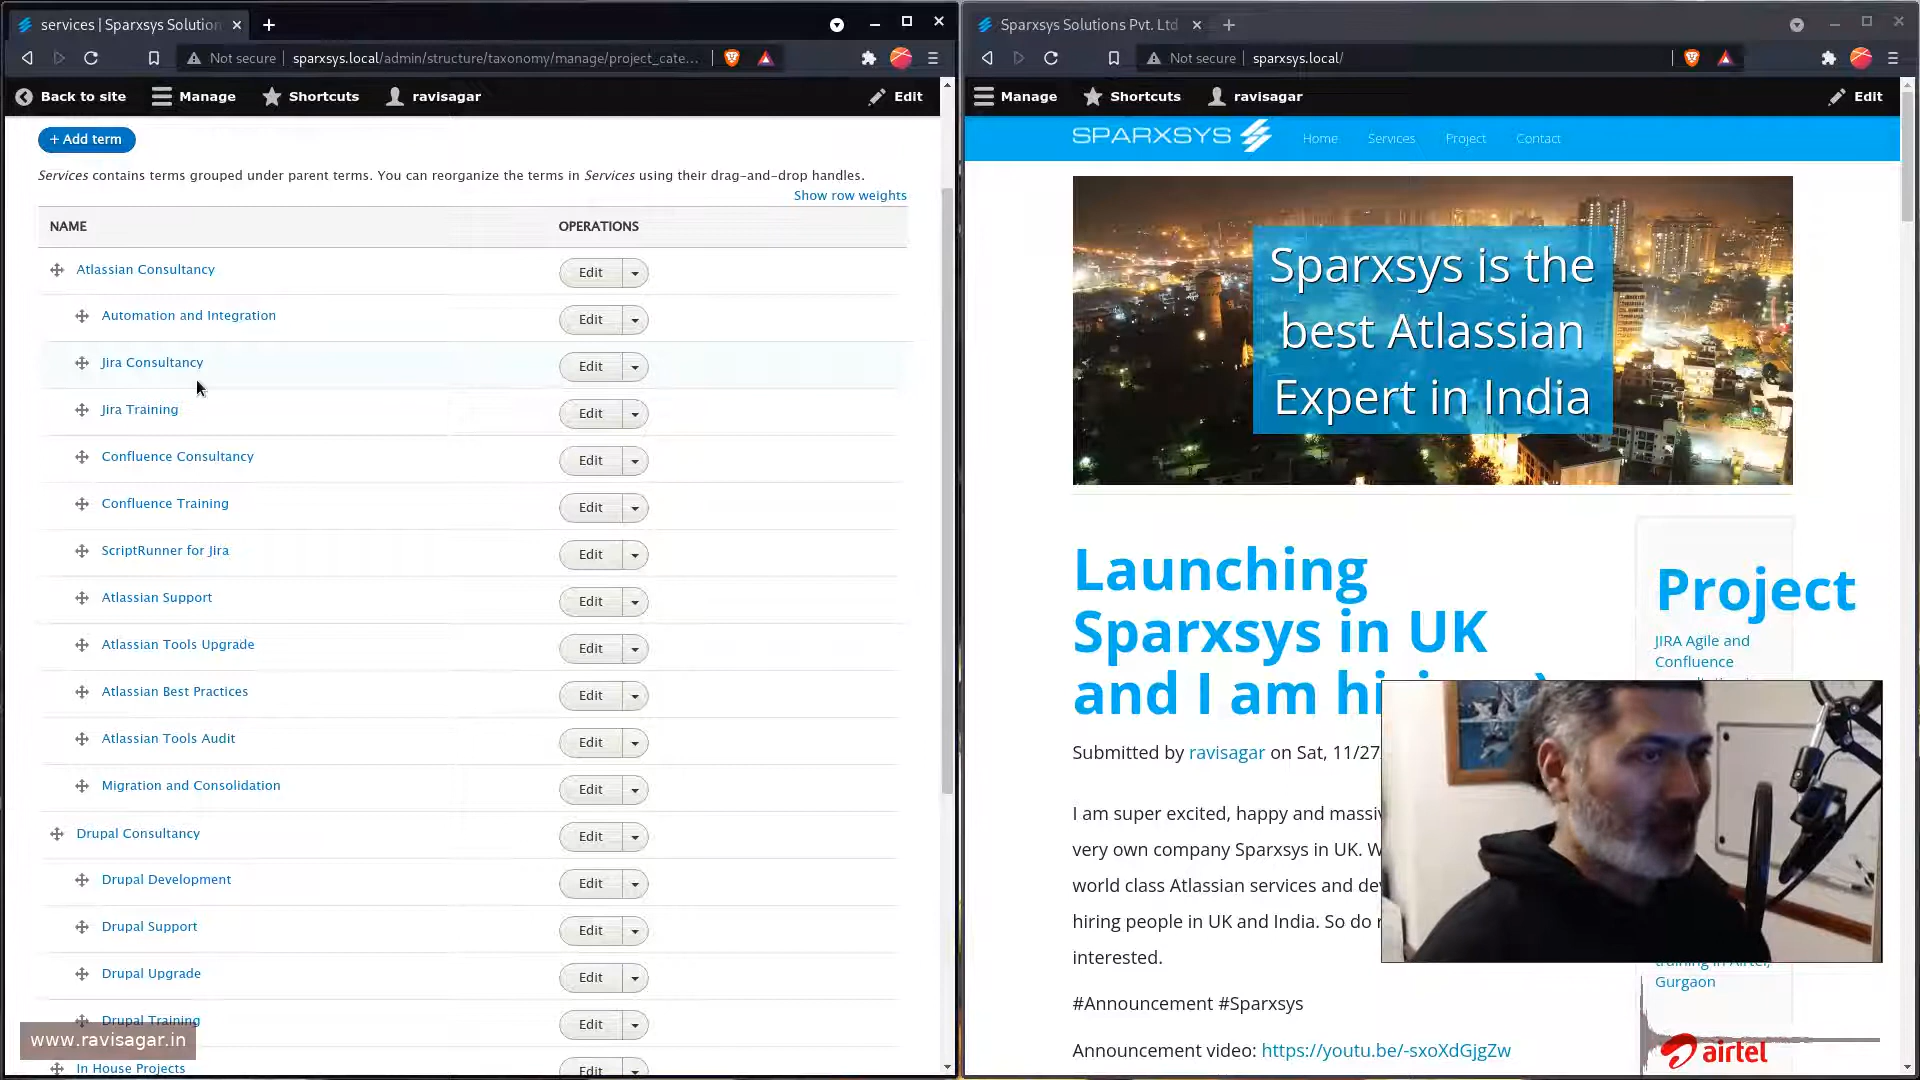 services | Sparxsys Solution
Not secure
sparxsys.local/admin/structure/taxonomy/manage/project_cate...
Back to site
Manage
Shortcuts
ravisagar
Edit
+ Add term
Services contains terms grouped under parent terms. You can reorganize the terms in Services using their drag-and-drop handles.
Show row weights
NAME
OPERATIONS
Atlassian Consultancy
Edit
Automation and Integration
Edit
Jira Consultancy
Edit
Jira Training
Edit
Confluence Consultancy
Edit
Confluence Training
Edit
ScriptRunner for Jira
Edit
Atlassian Support
Edit
Atlassian Tools Upgrade
Edit
Atlassian Best Practices
Edit
Atlassian Tools Audit
Edit
Migration and Consolidation
Edit
Drupal Consultancy
Edit
Drupal Development
Edit
Drupal Support
Edit
Drupal Upgrade
Edit
Drupal Training
Edit
In House Projects
Edit
www.ravisagar.in
Sparxsys Solutions Pvt. Ltd
Not secure
sparxsys.local/
Manage
Shortcuts
ravisagar
Edit
SPARXSYS
Home
Services
Project
Contact
Sparxsys is the
best Atlassian
Expert in India
Launching
Sparxsys in UK
and I am
Submitted by ravisagar on Sat, 11/27
I am super excited, happy and
very own company Sparxsys in UK.
world class Atlassian services and
hiring people in UK and India. So do
interested.
#Announcement #Sparxsys
Announcement video: https://youtu.be/-sxoXdGjgZw
Project
JIRA Agile and
Confluence
training in Airtel,
Gurgaon
airtel